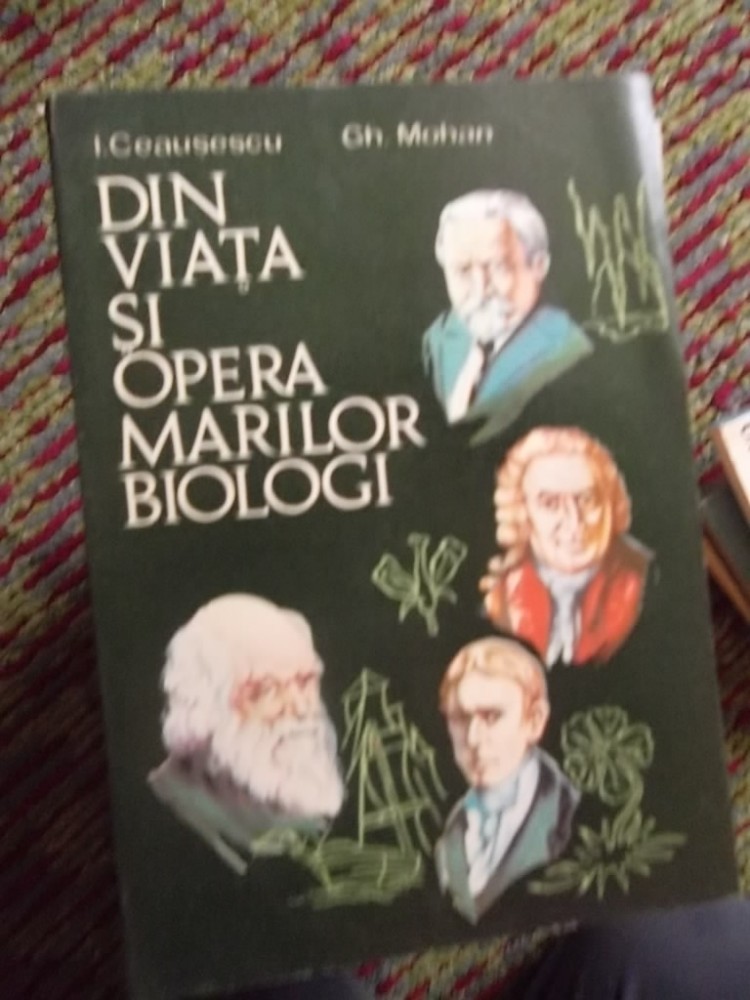 I.Ceaușescu Gh. Mohan
DIN
VIAȚA
ȘI
OPERA
MARILOR
BIOLOGI